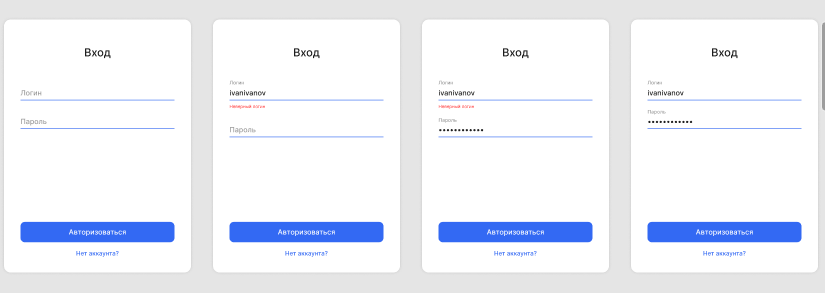 Вход
Логин
Пароль
Авторизоваться
Нет аккаунта?
Вход
Логин
ivanivanov
Неверный логин
Пароль
Авторизоваться
Нет аккаунта?
Вход
Логин
ivanivanov
Неверный логин
Пароль
••••••••••••
Авторизоваться
Нет аккаунта?
Вход
Логин
ivanivanov
Пароль
••••••••••••
Авторизоваться
Нет аккаунта?